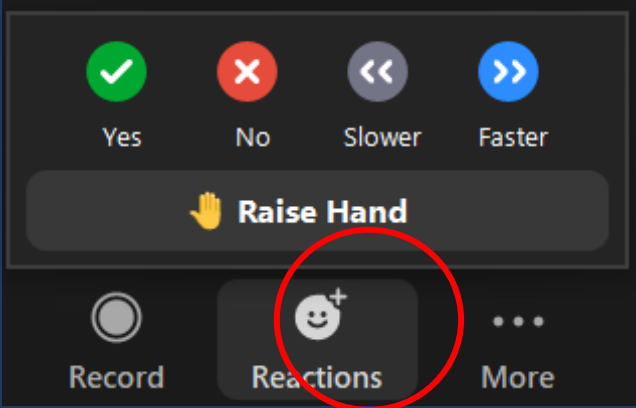 Yes No Slower Faster
Raise Hand
Record Reactions More